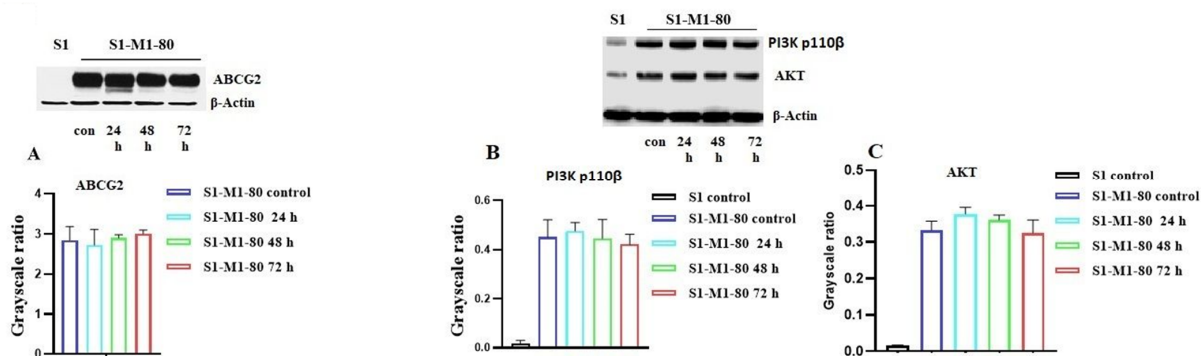 S1 S1-M1-80
ABCG2
β-Actin
con 24 h 48 h 72 h
A
ABCG2
Grayscale ratio
4
3
2
1
0
S1-M1-80 control
S1-M1-80 24 h
S1-M1-80 48 h
S1-M1-80 72 h
S1 S1-M1-80
PI3K p110β
AKT
β-Actin
con 24 h 48 h 72 h
B
PI3K p110β
Grayscale ratio
0.6
0.4
0.2
0.0
S1 control
S1-M1-80 control
S1-M1-80 24 h
S1-M1-80 48 h
S1-M1-80 72 h
C
AKT
Grayscale ratio
0.5
0.4
0.3
0.2
0.1
0.0
S1 control
S1-M1-80 control
S1-M1-80 24 h
S1-M1-80 48 h
S1-M1-80 72 h